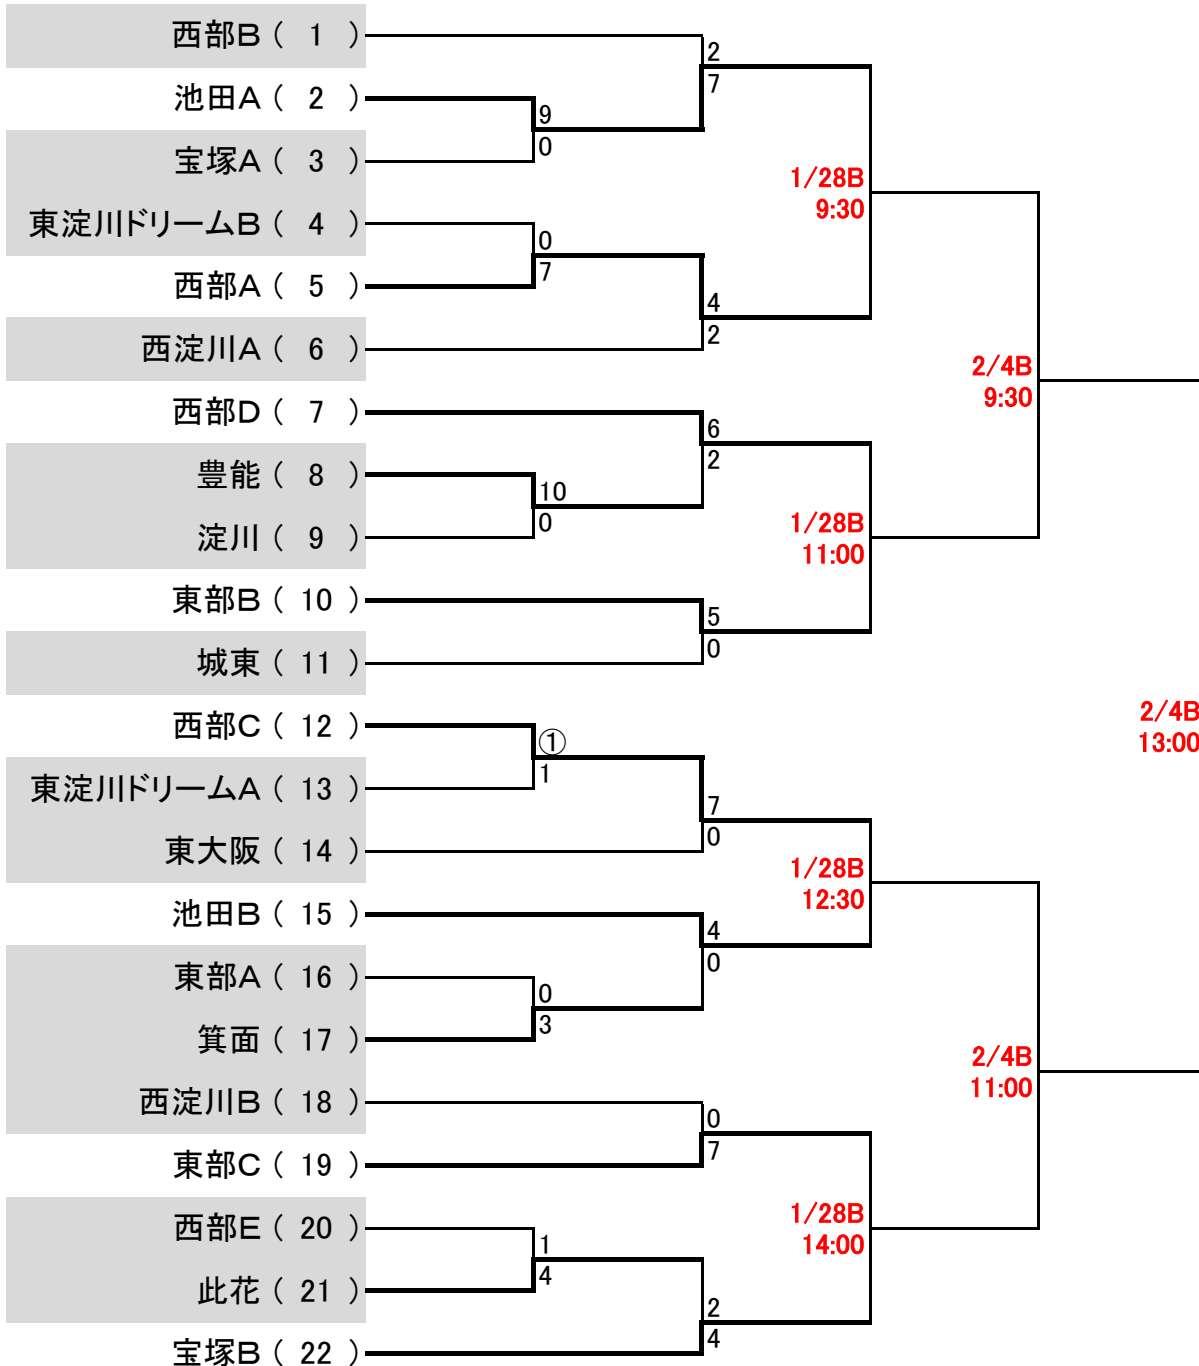 西部B ( 1 )
2
7
池田A ( 2 )
9
0
宝塚A ( 3 )
1/28B
9:30
東淀川ドリームB ( 4 )
0
7
西部A ( 5 )
4
2
西淀川A ( 6 )
2/4B
9:30
西部D ( 7 )
6
2
豊能 ( 8 )
10
0
淀川 ( 9 )
1/28B
11:00
東部B ( 10 )
5
0
城東 ( 11 )
西部C ( 12 )
①
1
2/4B
13:00
東淀川ドリームA ( 13 )
7
0
東大阪 ( 14 )
1/28B
12:30
池田B ( 15 )
4
0
東部A ( 16 )
0
3
箕面 ( 17 )
2/4B
11:00
西淀川B ( 18 )
0
7
東部C ( 19 )
1/28B
14:00
西部E ( 20 )
1
4
此花 ( 21 )
2
4
宝塚B ( 22 )